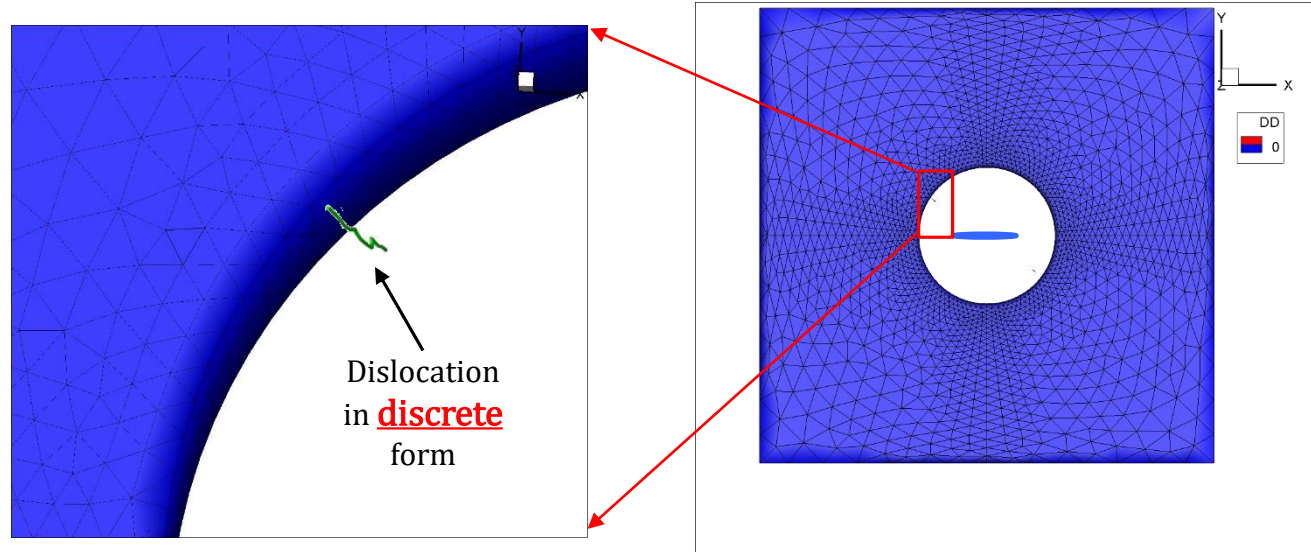 Y
X
Dislocation
in discrete
form
Y
Z X
DD
0